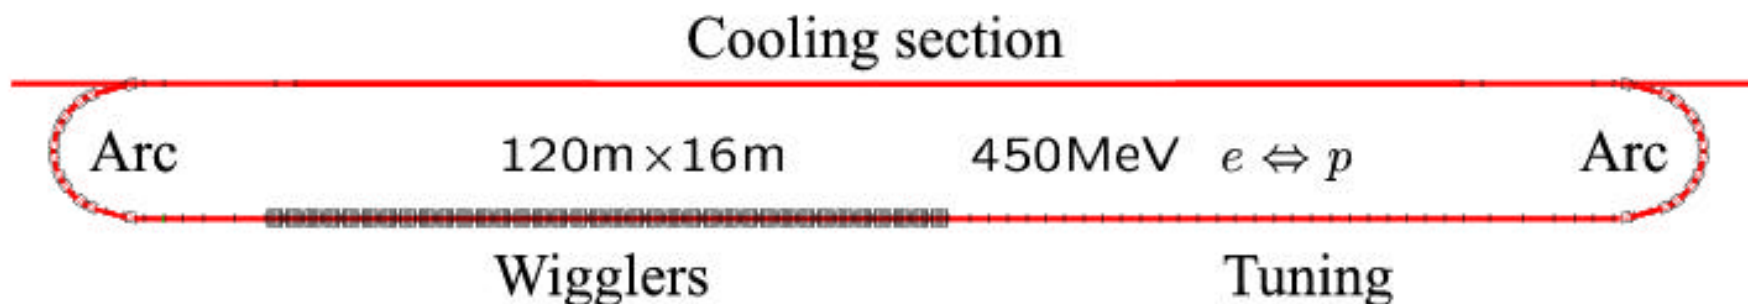 Cooling section
Arc 120m×16m 450MeV e ⇔ p Arc
Wigglers Tuning